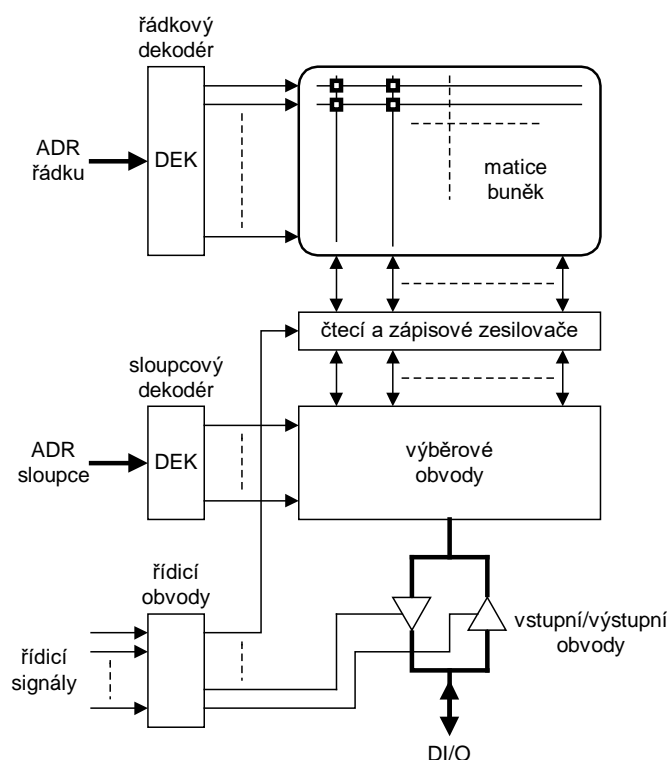 řádkový
dekodér
ADR
řádku
DEK
matice
buněk
čtecí a zápisové zesilovače
sloupcový
dekodér
ADR
sloupce
DEK
výběrové
obvody
řídicí
obvody
řídicí
signály
vstupní/výstupní
obvody
DI/O